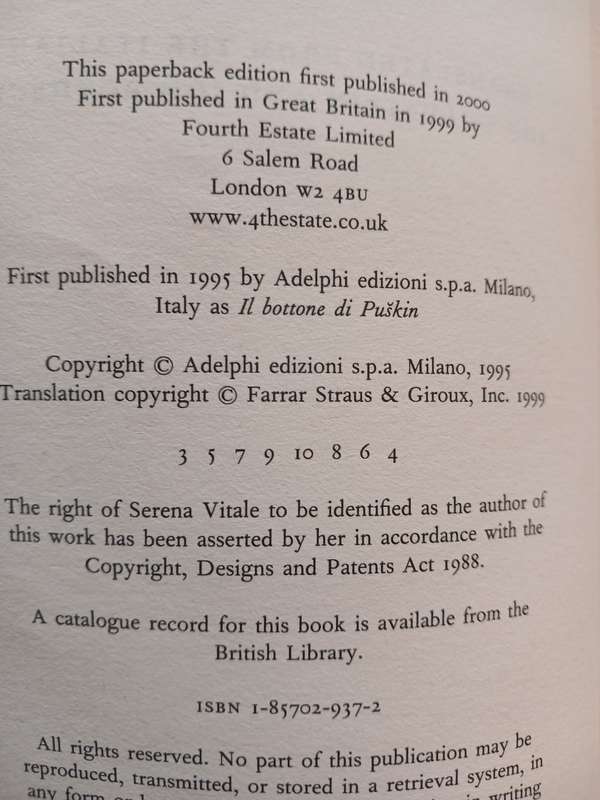 This paperback edition first published in 2000
First published in Great Britain in 1999 by
Fourth Estate Limited
6 Salem Road
London W2 4BU
www.4thestate.co.uk
First published in 1995 by Adelphi edizioni s.p.a. Milano,
Italy as Il bottone di Puškin
Copyright © Adelphi edizioni s.p.a. Milano, 1995
Translation copyright © Farrar Straus & Giroux, Inc. 1999
3 5 7 9 10 8 6 4
The right of Serena Vitale to be identified as the author of
this work has been asserted by her in accordance with the
Copyright, Designs and Patents Act 1988.
A catalogue record for this book is available from the
British Library.
ISBN 1-85702-937-2
All rights reserved. No part of this publication may be
reproduced, transmitted, or stored in a retrieval system, in
any form or writing